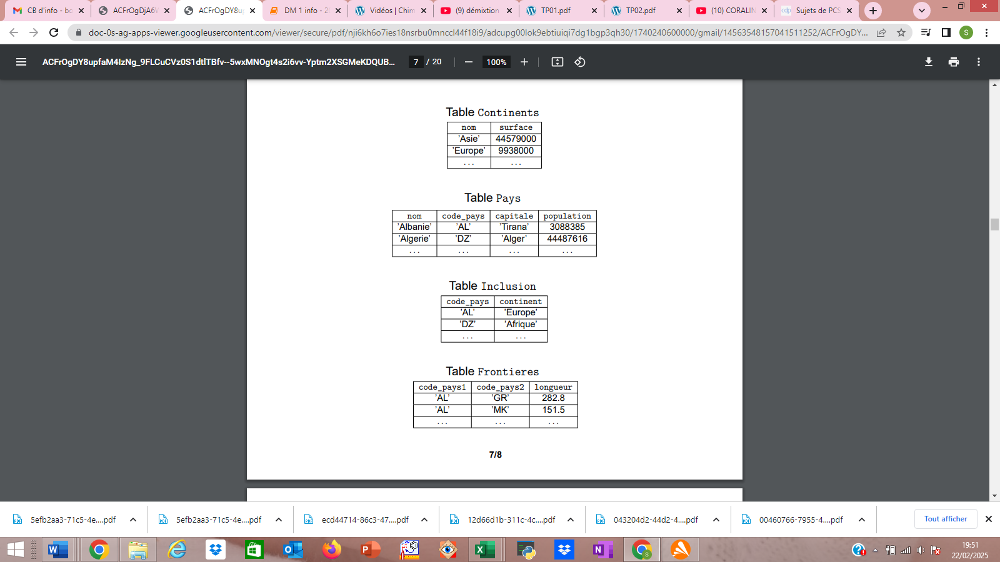 CB d'info - bo
ACFrOgDjA6V
ACFrOgDY8up
DM 1 info - 2
Vidéos | Chim
(9) démixtion
TP01.pdf
TP02.pdf
(10) CORALIN
cdp Sujets de PCS
doc-0s-ag-apps-viewer.googleusercontent.com/viewer/secure/pdf/nji6kh6o7ies18nsrbu0mnccl44f18i9/adcupg00lok9ebtiuiqi7dg1bgp3qh30/1740240600000/gmail/14563548157041511252/ACFrOgDY...
S
ACFrOgDY8upfaM4IzNg_9FLCuCVz0S1dtlTBfv--5wxMNOgt4s2i6vv-Yptm2XSGMeKDQUB...
7 / 20
100%
Table Continents
nom surface
'Asie' 44579000
'Europe' 9938000
... ...
Table Pays
nom code_pays capitale population
'Albanie' 'AL' 'Tirana' 3088385
'Algerie' 'DZ' 'Alger' 44487616
... ... ... ...
Table Inclusion
code_pays continent
'AL' 'Europe'
'DZ' 'Afrique'
... ...
Table Frontieres
code_pays1 code_pays2 longueur
'AL' 'GR' 282.8
'AL' 'MK' 151.5
... ... ...
7/8
5efb2aa3-71c5-4e....pdf
5efb2aa3-71c5-4e....pdf
ecd44714-86c3-47....pdf
12d66d1b-311c-4c....pdf
043204d2-44d2-4....pdf
00460766-7955-4....pdf
Tout afficher
19:51
22/02/2025